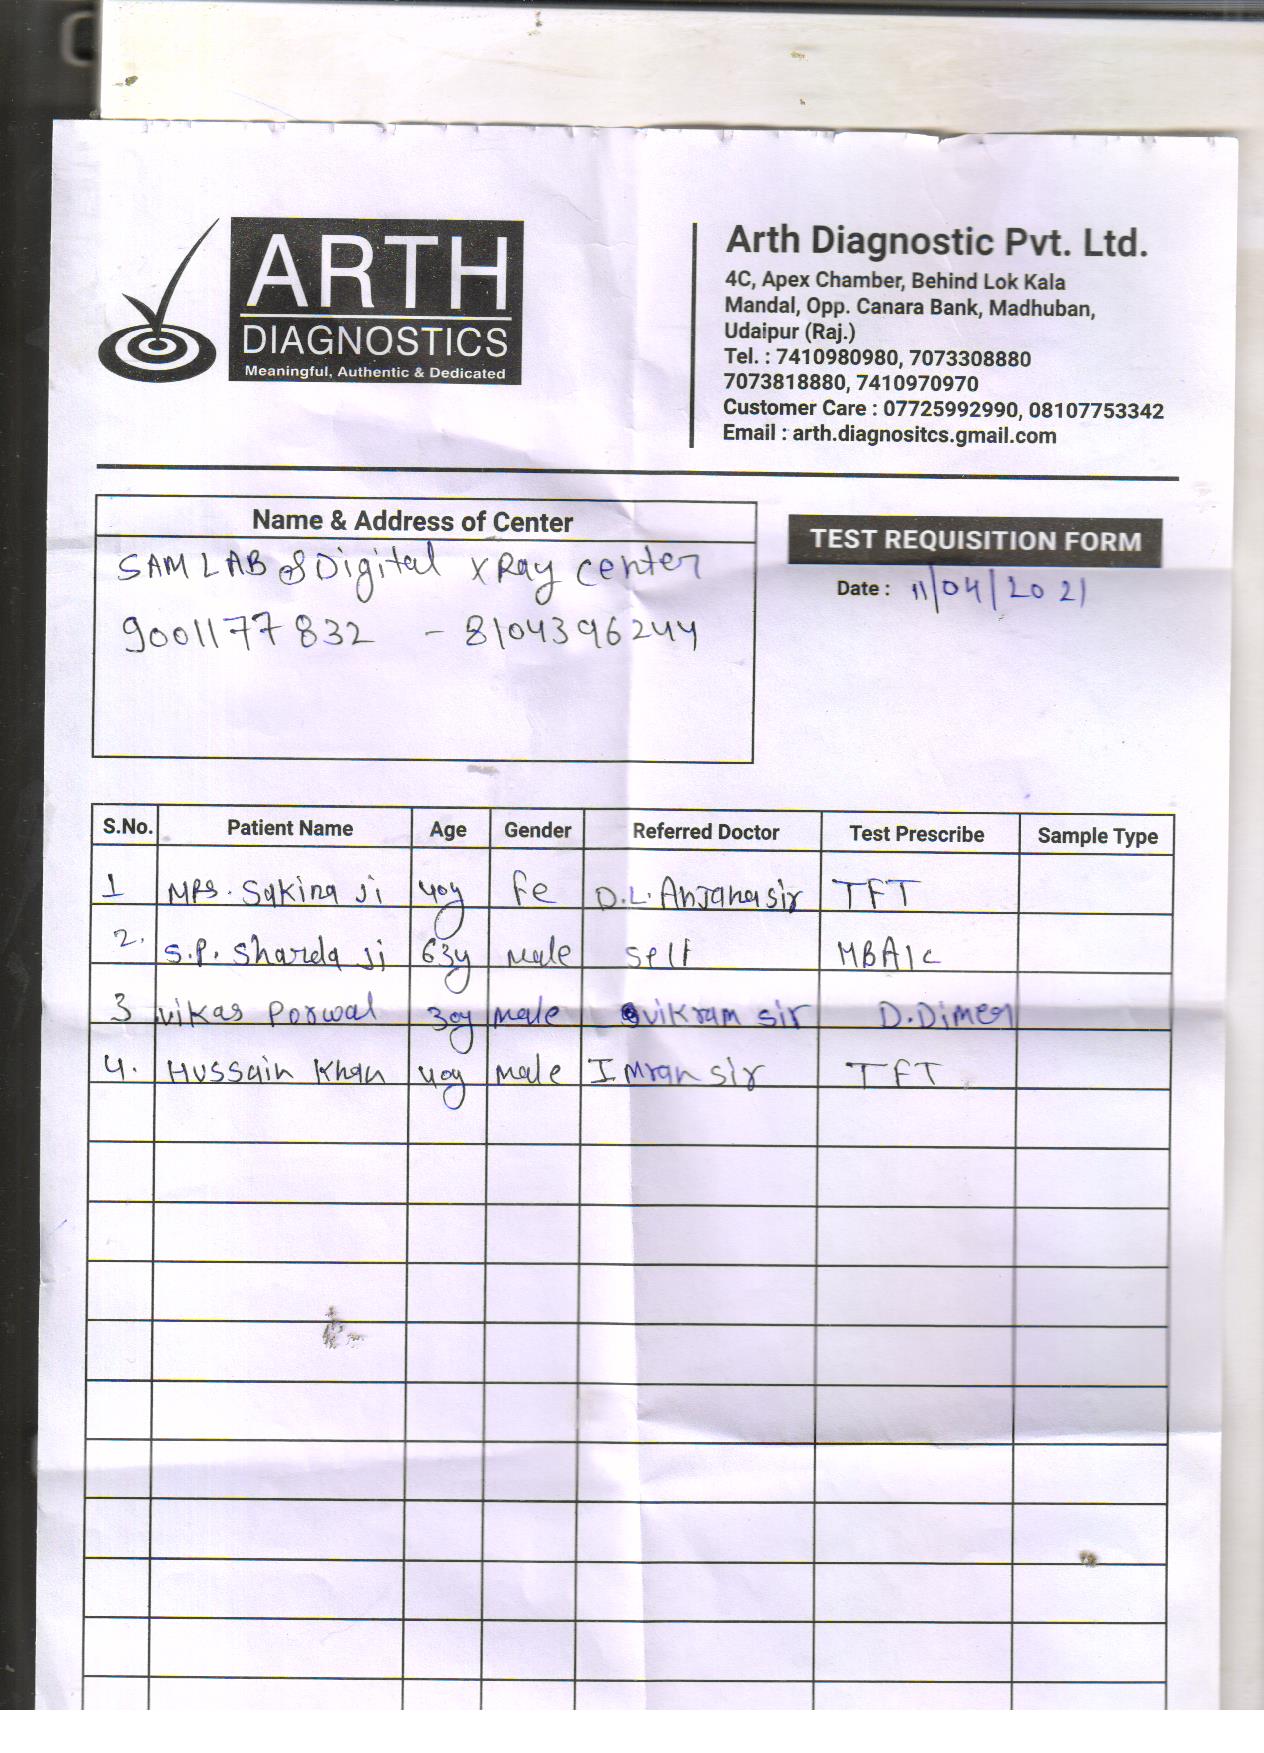 ARTH
DIAGNOSTICS
Meaningful, Authentic & Dedicated
Arth Diagnostic Pvt. Ltd.
4C, Apex Chamber, Behind Lok Kala
Mandal, Opp. Canara Bank, Madhuban,
Udaipur (Raj.)
Tel. : 7410980980, 7073308880
7073818880, 7410970970
Customer Care : 07725992990, 08107753342
Email : arth.diagnositcs.gmail.com
Name & Address of Center
SAM LAB & Digital X Ray center
9001177832 - 8104396244
TEST REQUISITION FORM
Date : 11/04/2021
S.No. Patient Name Age Gender Referred Doctor Test Prescribe Sample Type
1 MRS. Sakina Ji 40y Fe D.L. Anjana sir TFT
2. S.P. Sharda Ji 63y male self HBA1c
3 vikas Porwal 30y male vikram sir D.Dimer
4. Hussain Khan 40y male Imran sir TFT